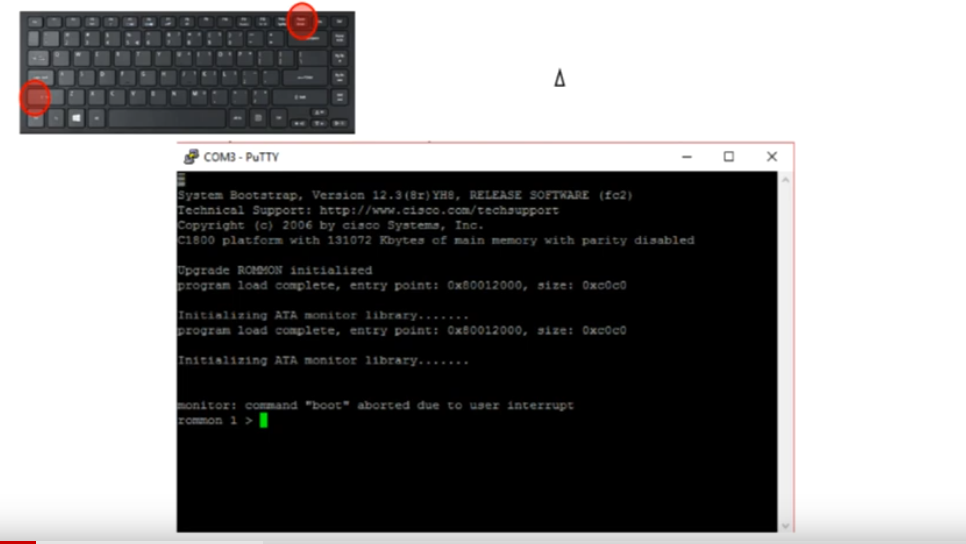 COM3 - PuTTY
System Bootstrap, Version 12.3(8r)YH8, RELEASE SOFTWARE (fc2)
Technical Support: http://www.cisco.com/techsupport
Copyright (c) 2006 by cisco Systems, Inc.
C1800 platform with 131072 Kbytes of main memory with parity disabled
Upgrade ROMMON initialized
program load complete, entry point: 0x80012000, size: 0xc0c0
Initializing ATA monitor library.......
program load complete, entry point: 0x80012000, size: 0xc0c0
Initializing ATA monitor library.......
monitor: command "boot" aborted due to user interrupt
rommon 1 >